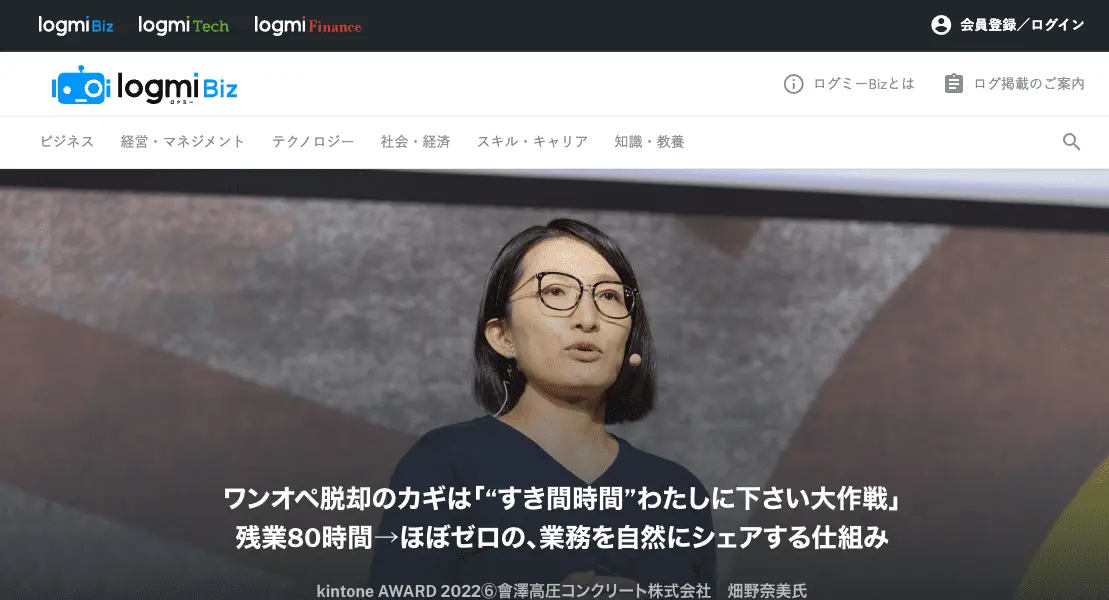 logmi Biz logmi Tech logmi Finance 会員登録／ログイン
logmi Biz ログミーBizとは ログ掲載のご案内
ログミー
ビジネス 経営・マネジメント テクノロジー 社会・経済 スキル・キャリア 知識・教養
ワンオペ脱却のカギは「“すき間時間”わたしに下さい大作戦」
残業80時間→ほぼゼロの、業務を自然にシェアする仕組み
kintone AWARD 2022⑥會澤高圧コンクリート株式会社　畑野奈美氏